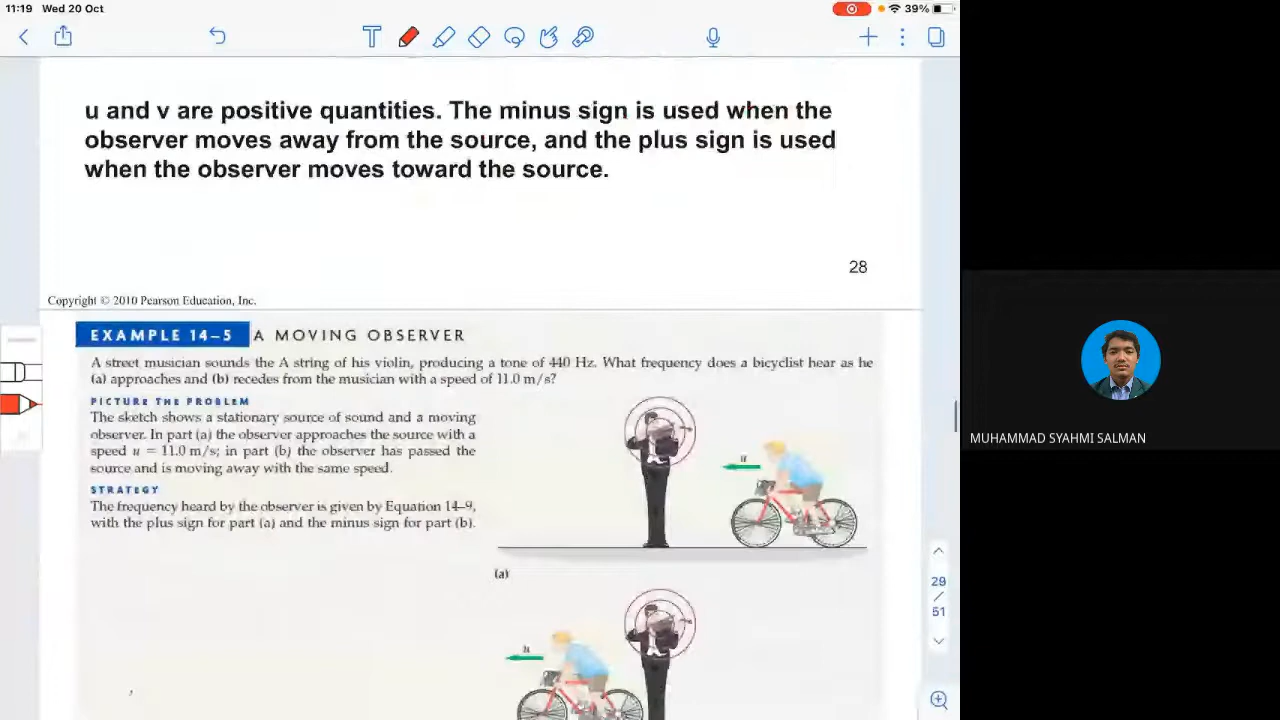 11:19 Wed 20 Oct
39%
T
u and v are positive quantities. The minus sign is used when the
observer moves away from the source, and the plus sign is used
when the observer moves toward the source.
28
Copyright © 2010 Pearson Education, Inc.
EXAMPLE 14–5 A MOVING OBSERVER
A street musician sounds the A string of his violin, producing a tone of 440 Hz. What frequency does a bicyclist hear as he
(a) approaches and (b) recedes from the musician with a speed of 11.0 m/s?
PICTURE THE PROBLEM
The sketch shows a stationary source of sound and a moving
observer. In part (a) the observer approaches the source with a
speed u = 11.0 m/s; in part (b) the observer has passed the
source and is moving away with the same speed.
STRATEGY
The frequency heard by the observer is given by Equation 14–9,
with the plus sign for part (a) and the minus sign for part (b).
u
(a)
u
29
/
51
MUHAMMAD SYAHMI SALMAN